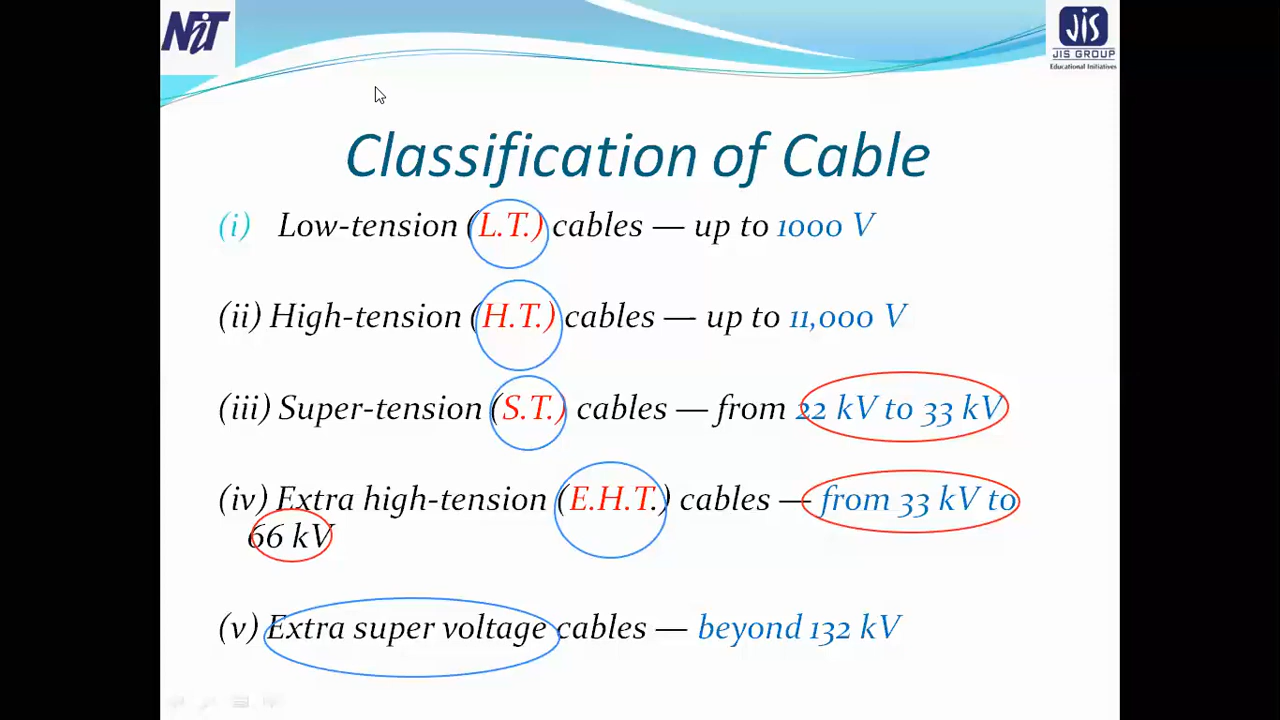 NiT
JIS
JIS GROUP
Educational Initiatives
Classification of Cable
(i) Low-tension (L.T.) cables — up to 1000 V
(ii) High-tension (H.T.) cables — up to 11,000 V
(iii) Super-tension (S.T.) cables — from 22 kV to 33 kV
(iv) Extra high-tension (E.H.T.) cables — from 33 kV to
66 kV
(v) Extra super voltage cables — beyond 132 kV